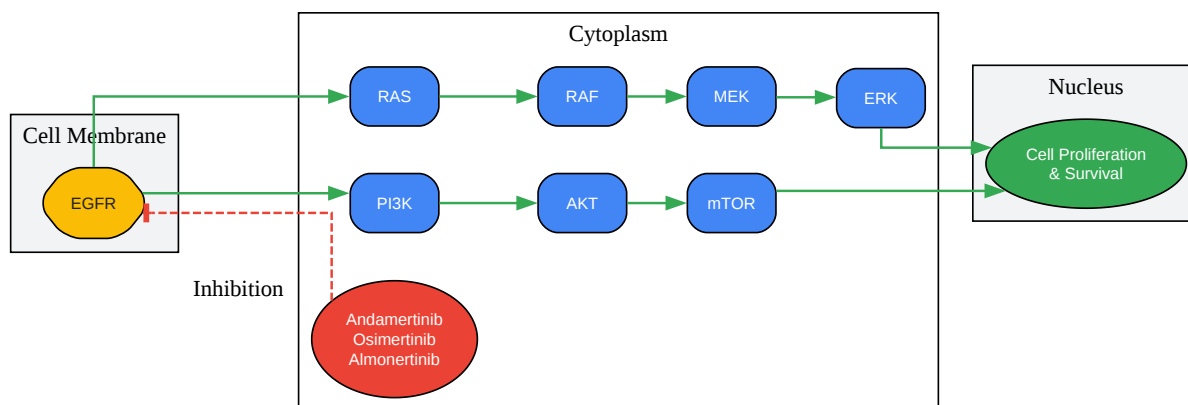 Cytoplasm
RAS
RAF
MEK
ERK
Nucleus
Cell Membrane
Cell Proliferation
& Survival
EGFR
PI3K
AKT
mTOR
Inhibition
Andamertinib
Osimertinib
Almonertinib